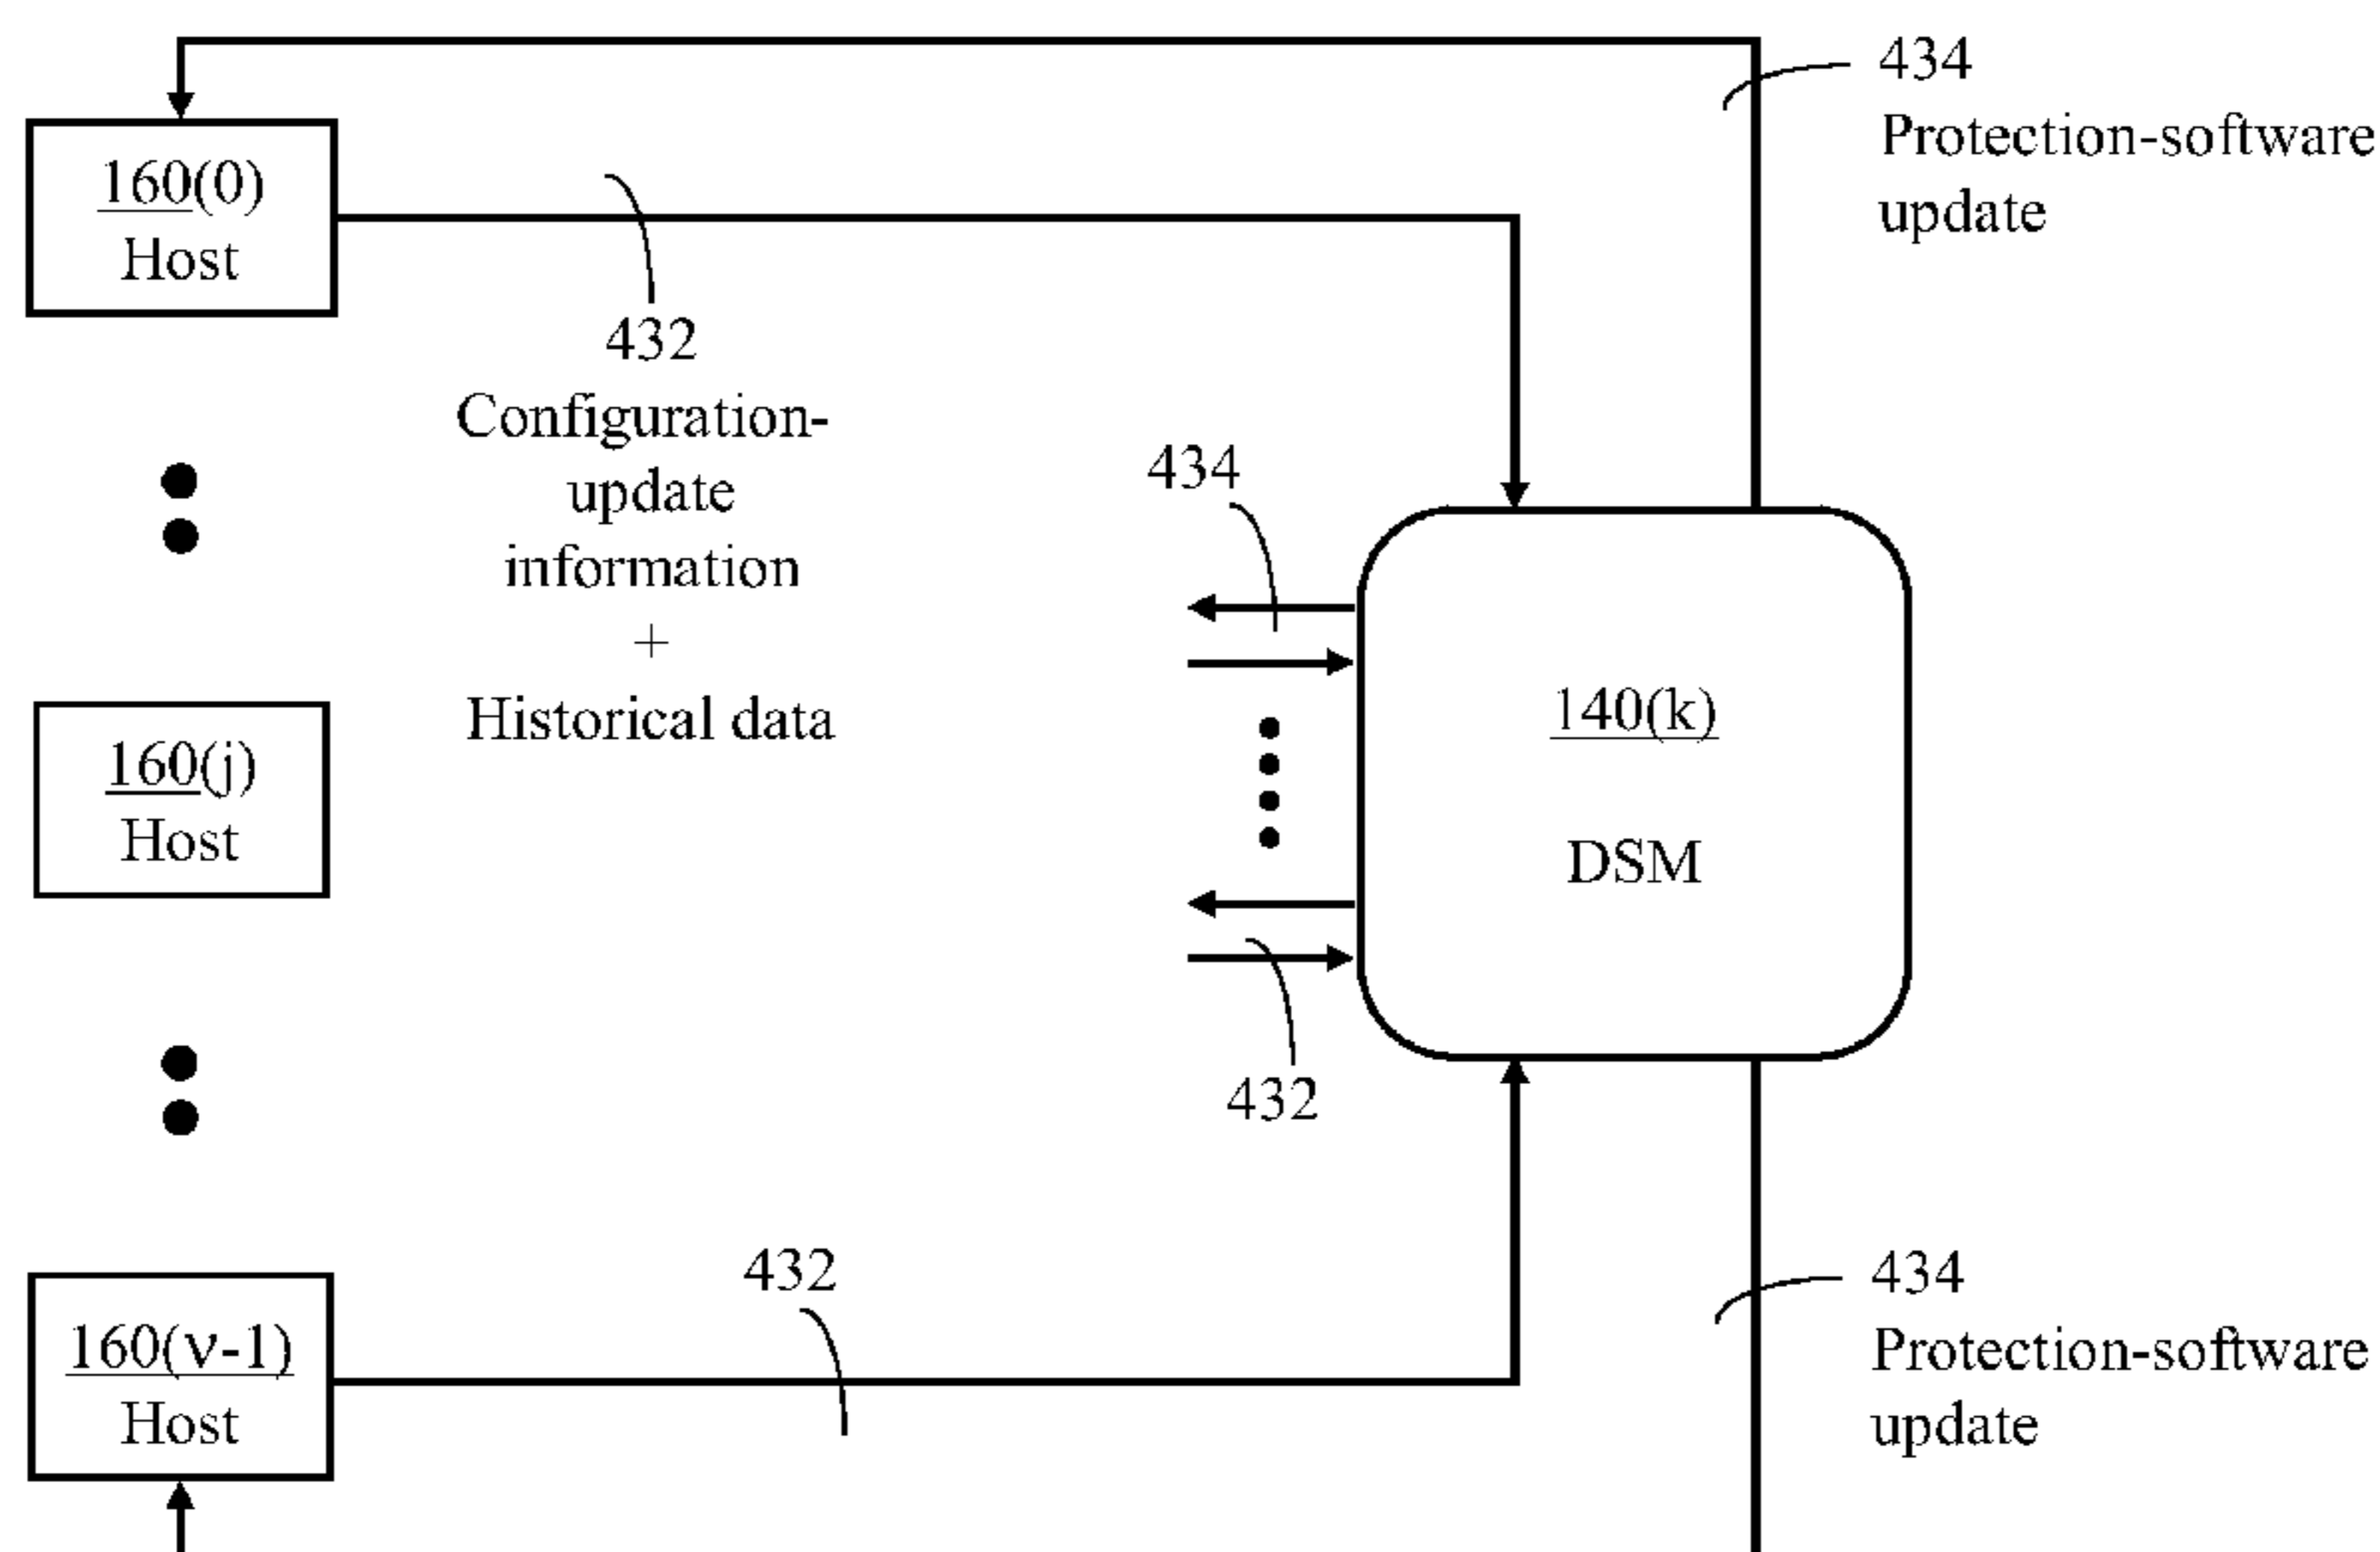 434
Protection-software
update
160(0)
Host
432
Configuration-
update
information
+
Historical data
434
140(k)
DSM
160(j)
Host
432
432
434
Protection-software
update
160(ν-1)
Host